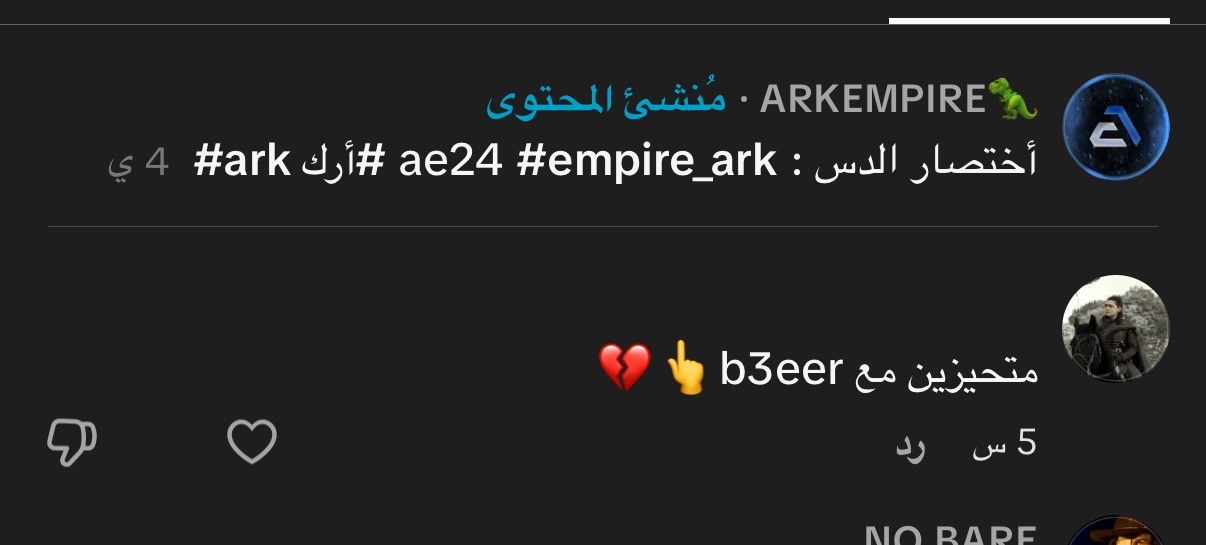 ARKEMPIRE🦖 · مُنشئ المحتوى
أختصار الدس : #empire_ark ae24 #أرك #ark 4 ي
متحيزين مع b3eer 👆💔
5 س رد
NO BARE